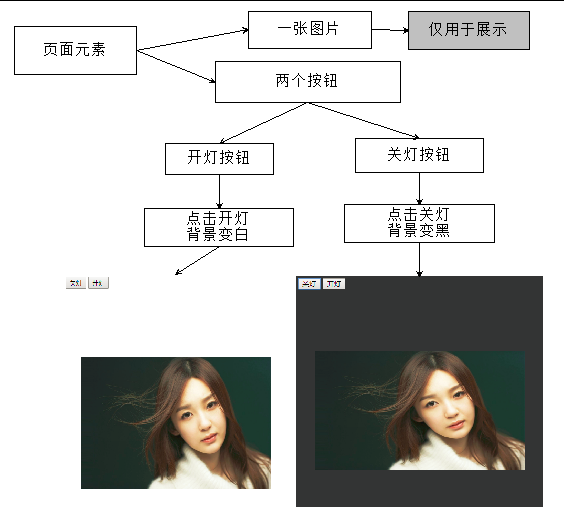 页面元素
一张图片
仅用于展示
两个按钮
开灯按钮
关灯按钮
点击开灯
背景变白
点击关灯
背景变黑
关灯 开灯
关灯 开灯